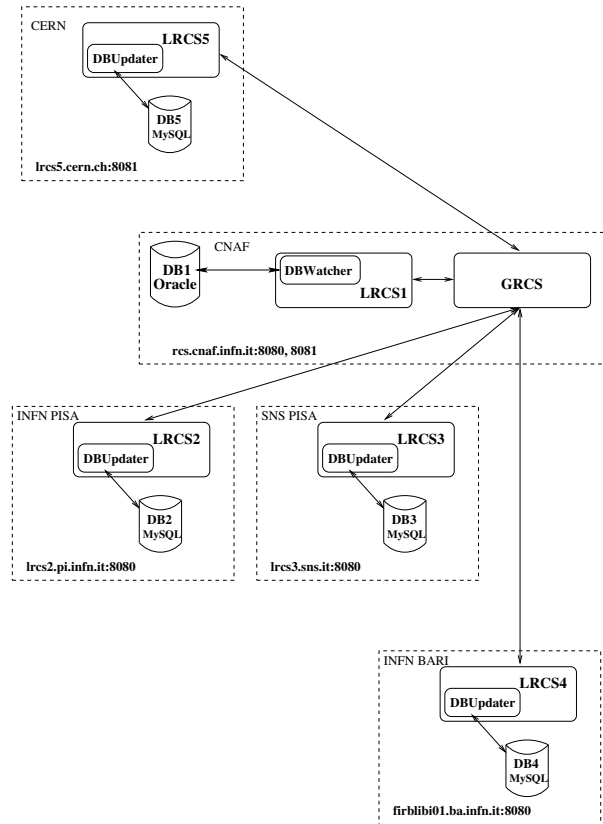 CERN
LRCS5
DBUpdater
DB5
MySQL
lrcs5.cern.ch:8081
CNAF
DB1
Oracle
DBWatcher
LRCS1
GRCS
rcs.cnaf.infn.it:8080, 8081
INFN PISA
LRCS2
DBUpdater
DB2
MySQL
lrcs2.pi.infn.it:8080
SNS PISA
LRCS3
DBUpdater
DB3
MySQL
lrcs3.sns.it:8080
INFN BARI
LRCS4
DBUpdater
DB4
MySQL
firblibi01.ba.infn.it:8080